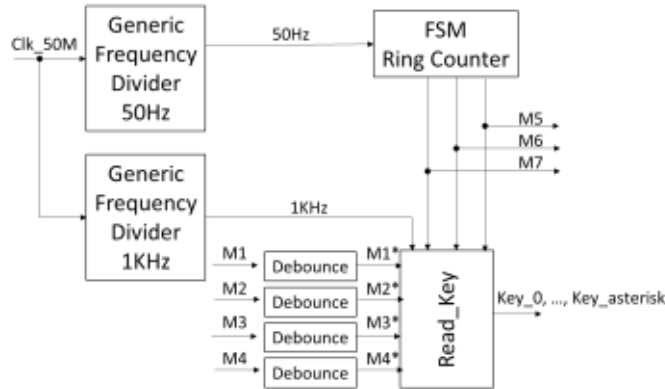 Clk_50M
Generic
Frequency
Divider
50Hz
50Hz
FSM
Ring Counter
M5
M6
M7
Generic
Frequency
Divider
1KHz
1KHz
M1
Debounce
M1*
M2
Debounce
M2*
M3
Debounce
M3*
M4
Debounce
M4*
Read_Key
Key_0, ..., Key_asterisk